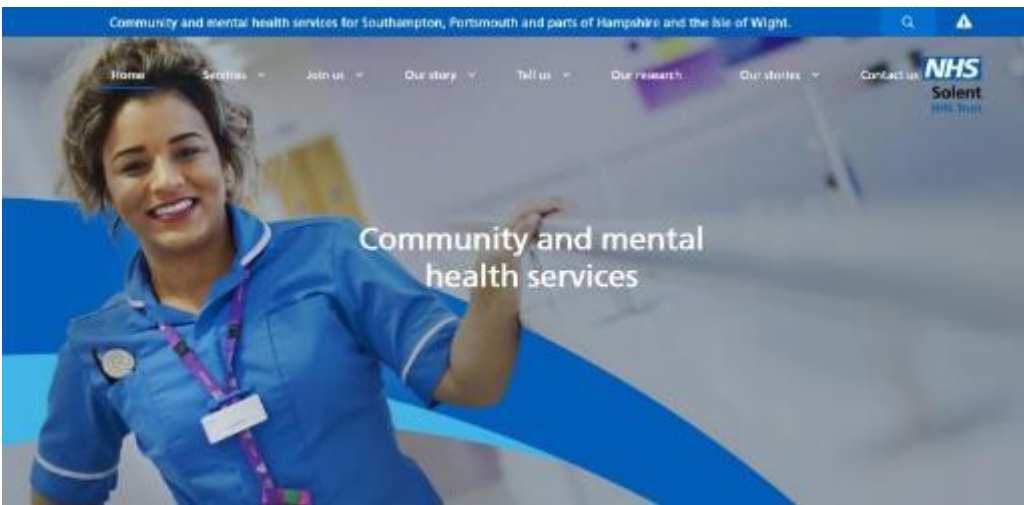 Community and mental health services for Southampton, Portsmouth and parts of Hampshire and the Isle of Wight.
Home Services Join us Our story Tell us Our research Our stories Contact us
NHS
Solent
NHS Trust
Community and mental
health services